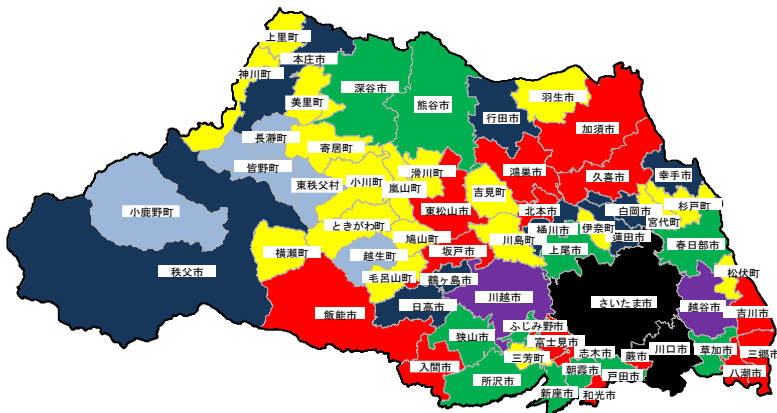 上里町
本庄市
神川町
美里町
深谷市
熊谷市
行田市
羽生市
加須市
長瀞町
寄居町
皆野町
東秩父村
小川町
嵐山町
滑川町
吉見町
鴻巣市
久喜市
幸手市
小鹿野町
東松山市
北本市
白岡市
杉戸町
宮代町
ときがわ町
鳩山町
川島町
桶川市
伊奈町
蓮田市
春日部市
横瀬町
越生町
坂戸市
上尾市
秩父市
毛呂山町
鶴ヶ島市
松伏町
飯能市
日高市
川越市
さいたま市
越谷市
吉川市
狭山市
ふじみ野市
富士見市
志木市
蕨市
川口市
草加市
三郷市
入間市
所沢市
三芳町
朝霞市
戸田市
八潮市
新座市
和光市